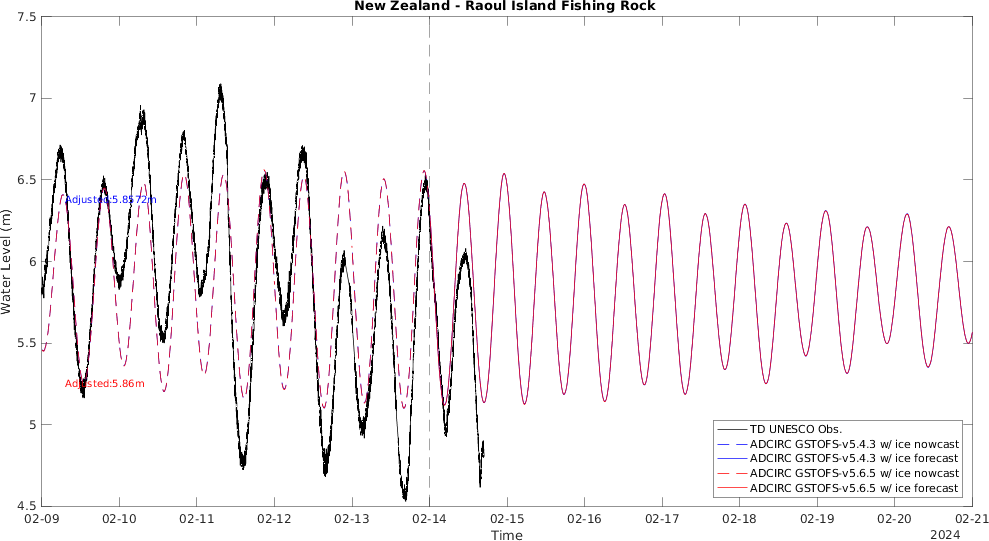 New Zealand - Raoul Island Fishing Rock
7.5
7
6.5
6
5.5
5
4.5
Water Level (m)
Adjusted:5.8572m
Adjusted:5.86m
TD UNESCO Obs.
ADCIRC GSTOFS-v5.4.3 w/ ice nowcast
ADCIRC GSTOFS-v5.4.3 w/ ice forecast
ADCIRC GSTOFS-v5.6.5 w/ ice nowcast
ADCIRC GSTOFS-v5.6.5 w/ ice forecast
02-09 02-10 02-11 02-12 02-13 02-14 02-15 02-16 02-17 02-18 02-19 02-20 02-21
Time
2024